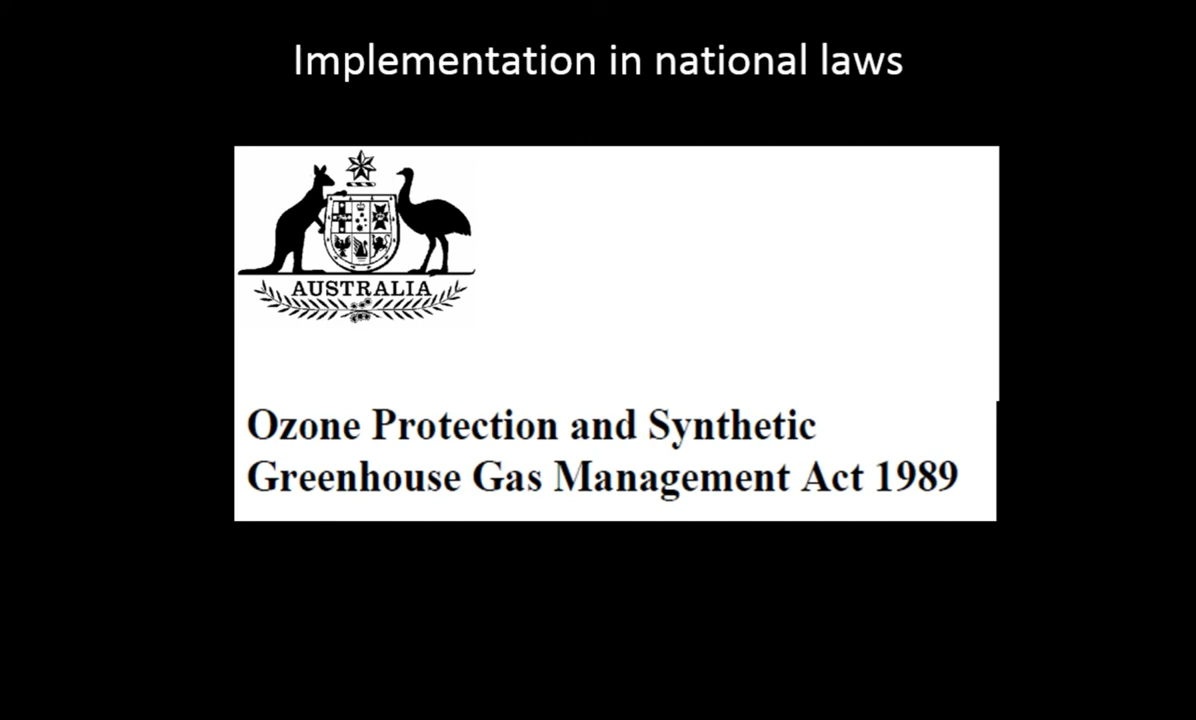 Implementation in national laws
AUSTRALIA
Ozone Protection and Synthetic
Greenhouse Gas Management Act 1989